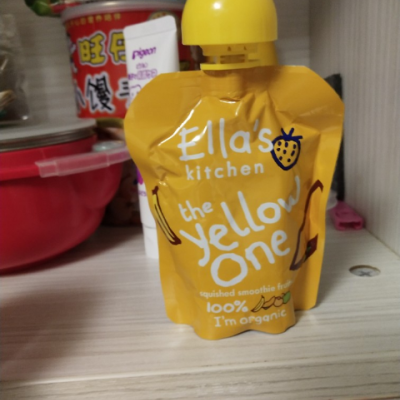 旺仔
小馒头
pigeon
Ella's
kitchen
the
yellow
one
squished smoothie fruits
100%
I'm organic